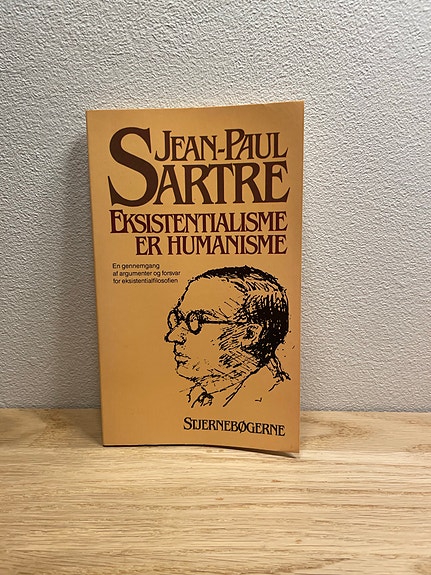 JEAN-PAUL
SARTRE
EKSISTENTIALISME
ER HUMANISME
En gennemgang
af argumenter og forsvar
for eksistentialfilosofien
STJERNEBØGERNE